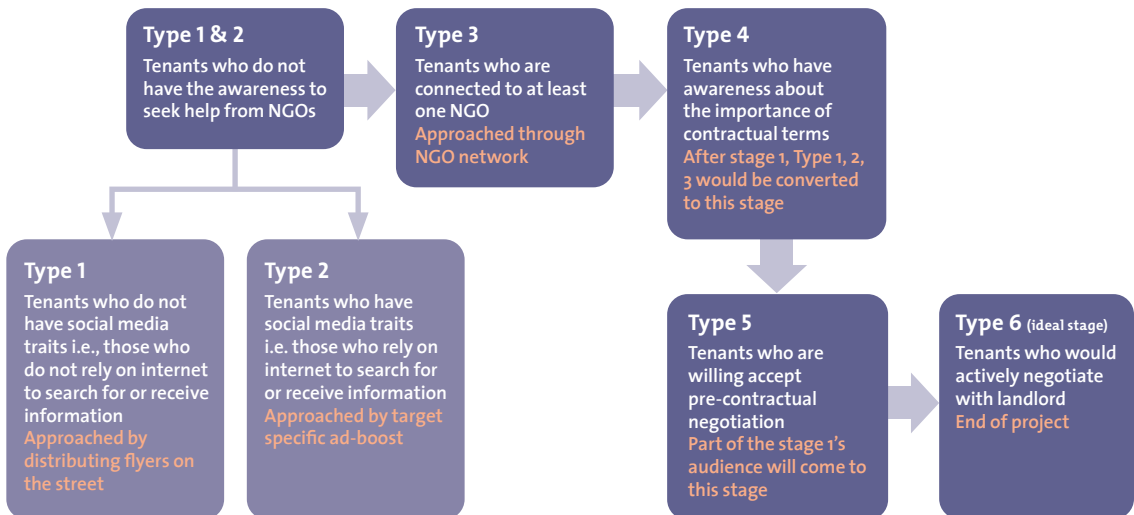 Type 1 & 2
Tenants who do not
have the awareness to
seek help from NGOs
Type 3
Tenants who are
connected to at least
one NGO
Approached through
NGO network
Type 4
Tenants who have
awareness about
the importance of
contractual terms
After stage 1, Type 1, 2,
3 would be converted
to this stage
Type 1
Tenants who do not
have social media
traits i.e., those who
do not rely on internet
to search for or receive
information
Approached by
distributing flyers on
the street
Type 2
Tenants who have
social media traits
i.e. those who rely on
internet to search for
or receive information
Approached by target
specific ad-boost
Type 5
Tenants who are
willing accept
pre-contractual
negotiation
Part of the stage 1's
audience will come to
this stage
Type 6 (ideal stage)
Tenants who would
actively negotiate
with landlord
End of project